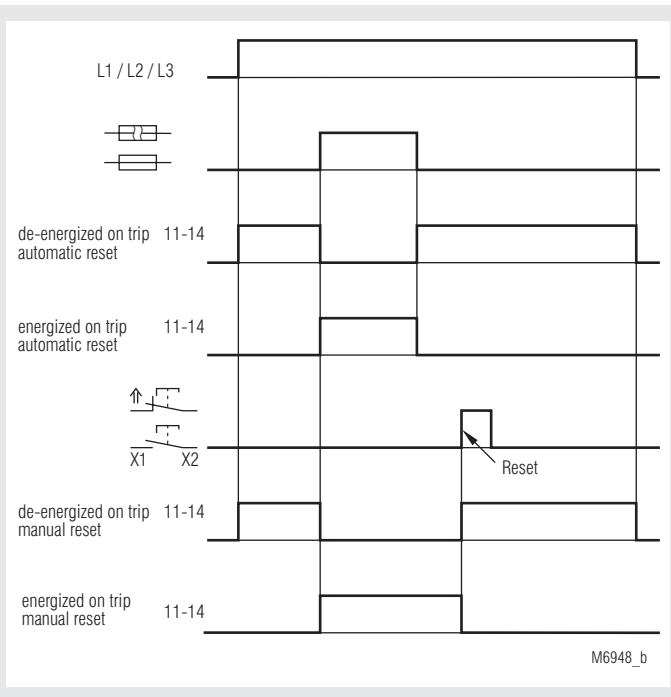 L1 / L2 / L3
de-energized on trip 11-14
automatic reset
energized on trip 11-14
automatic reset
X1 X2
Reset
de-energized on trip 11-14
manual reset
energized on trip 11-14
manual reset
M6948_b